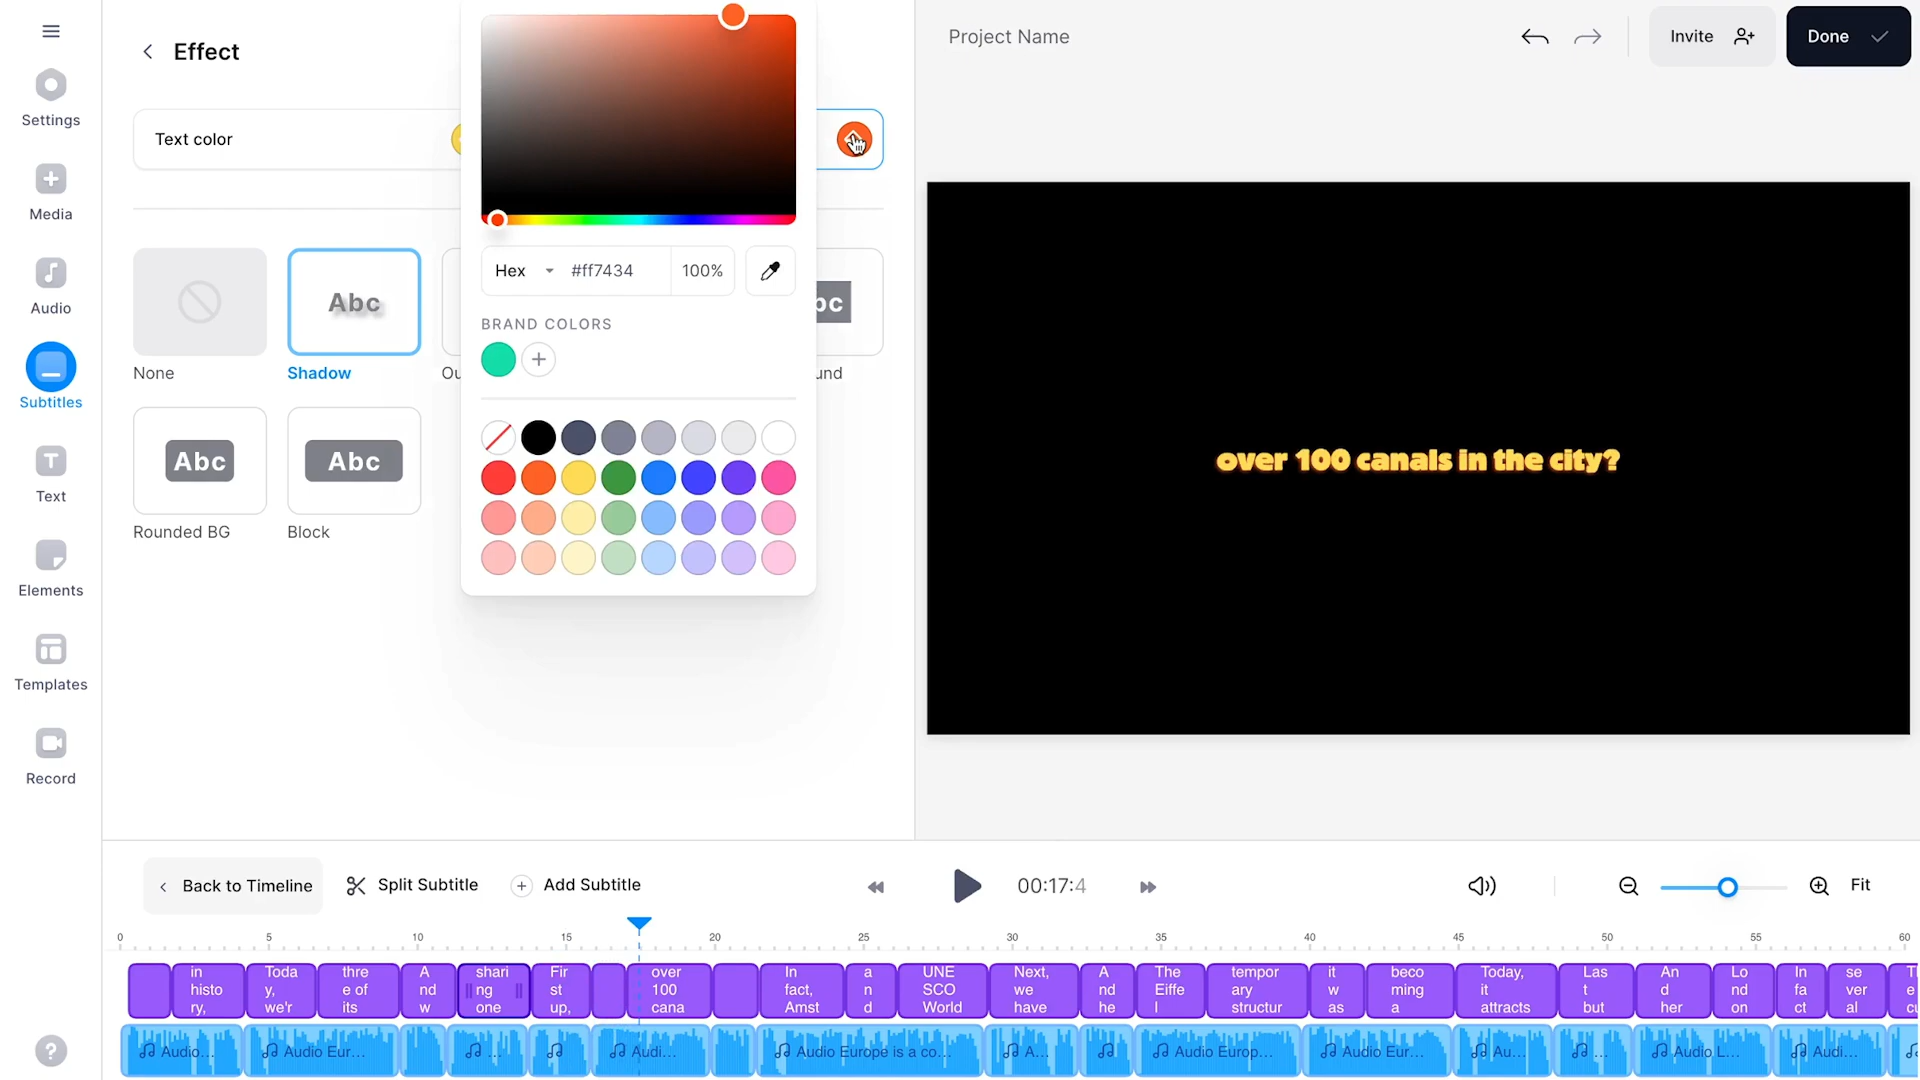 Effect
Project Name
Invite
Done
Settings
Text color
Media
Hex
#ff7434
100%
Audio
Abc
BRAND COLORS
None
Shadow
Ou
und
Subtitles
Abc
Abc
over 100 canals in the city?
Text
Rounded BG
Block
Elements
Templates
Record
Back to Timeline
Split Subtitle
Add Subtitle
00:17:4
Fit
0 5 10 15 20 25 30 35 40 45 50 55 60
in
histo
ry,
Toda
y,
we'r
thre
e of
its
A
nd
w
shari
ng
one
Fir
st
up,
over
100
cana
In
fact,
Amst
a
n
d
UNE
SCO
World
Next,
we
have
A
nd
he
The
Eiffe
l
tempor
ary
structur
it
w
as
beco
ming
a
Today,
it
attracts
Las
t
but
An
d
her
Lo
nd
on
In
fa
ct
se
ver
al
Audio...
Audio Eur...
...
Audi...
Audio Europe is a co...
A...
Audio Europ...
Audio Eur...
Au...
...
Audio L...
Audi...
?